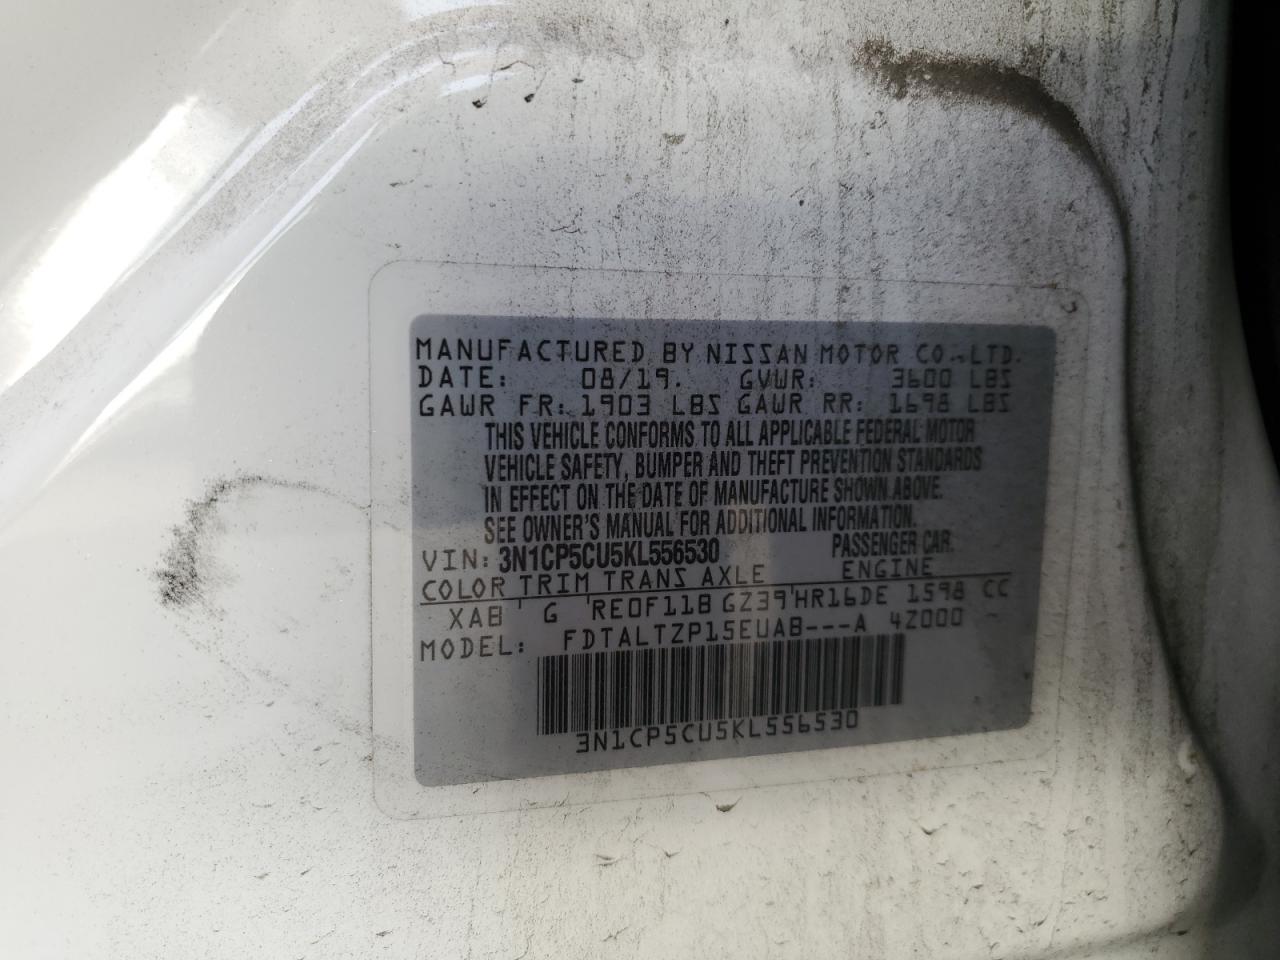 MANUFACTURED BY NISSAN MOTOR CO.,LTD.
DATE: 08/19. GVWR: 3600 LBS
GAWR FR: 1903 LBS GAWR RR: 1698 LBS
THIS VEHICLE CONFORMS TO ALL APPLICABLE FEDERAL MOTOR
VEHICLE SAFETY, BUMPER AND THEFT PREVENTION STANDARDS
IN EFFECT ON THE DATE OF MANUFACTURE SHOWN ABOVE.
SEE OWNER'S MANUAL FOR ADDITIONAL INFORMATION.
VIN: 3N1CP5CU5KL556530 PASSENGER CAR.
COLOR TRIM TRANS AXLE ENGINE
XAB G RE0F11B GZ39 HR16DE 1598 CC
MODEL: FDTALTZP15EUAB---A 4Z000
3N1CP5CU5KL556530